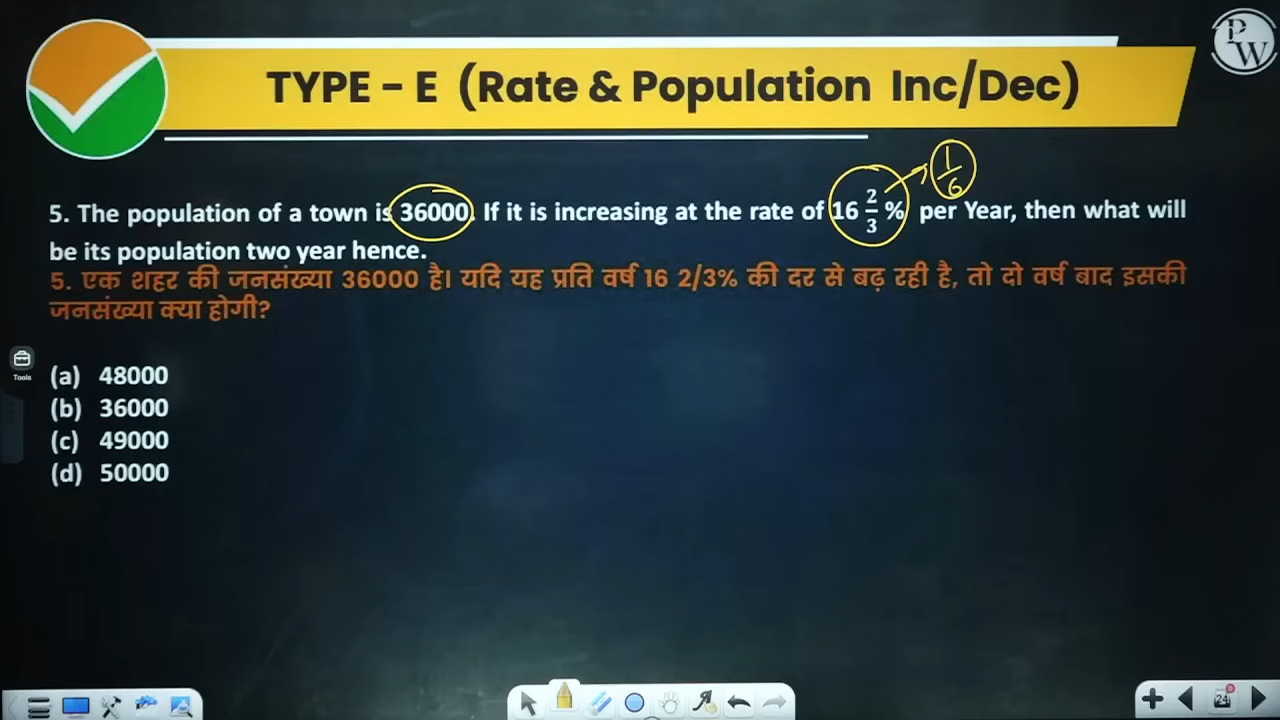 PW
TYPE - E (Rate & Population Inc/Dec)
1/6
5. The population of a town is 36000. If it is increasing at the rate of 16 2/3 % per Year, then what will
be its population two year hence.
5. एक शहर की जनसंख्या 36000 है। यदि यह प्रति वर्ष 16 2/3% की दर से बढ़ रही है, तो दो वर्ष बाद इसकी
जनसंख्या क्या होगी?
Tools
(a) 48000
(b) 36000
(c) 49000
(d) 50000
24